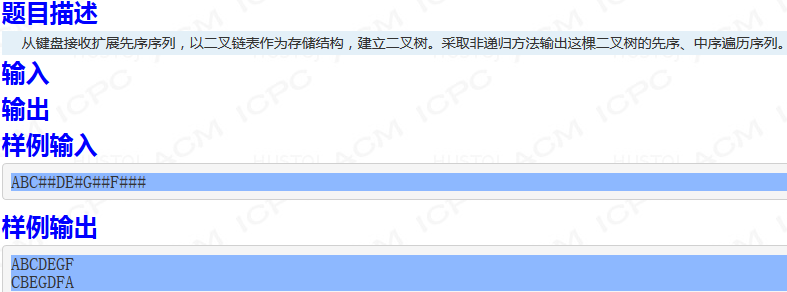 题目描述
从键盘接收扩展先序序列，以二叉链表作为存储结构，建立二叉树。采取非递归方法输出这棵二叉树的先序、中序遍历序列。
输入
输出
样例输入
ABC##DE#G##F###
样例输出
ABCDEGF
CBEGDFA